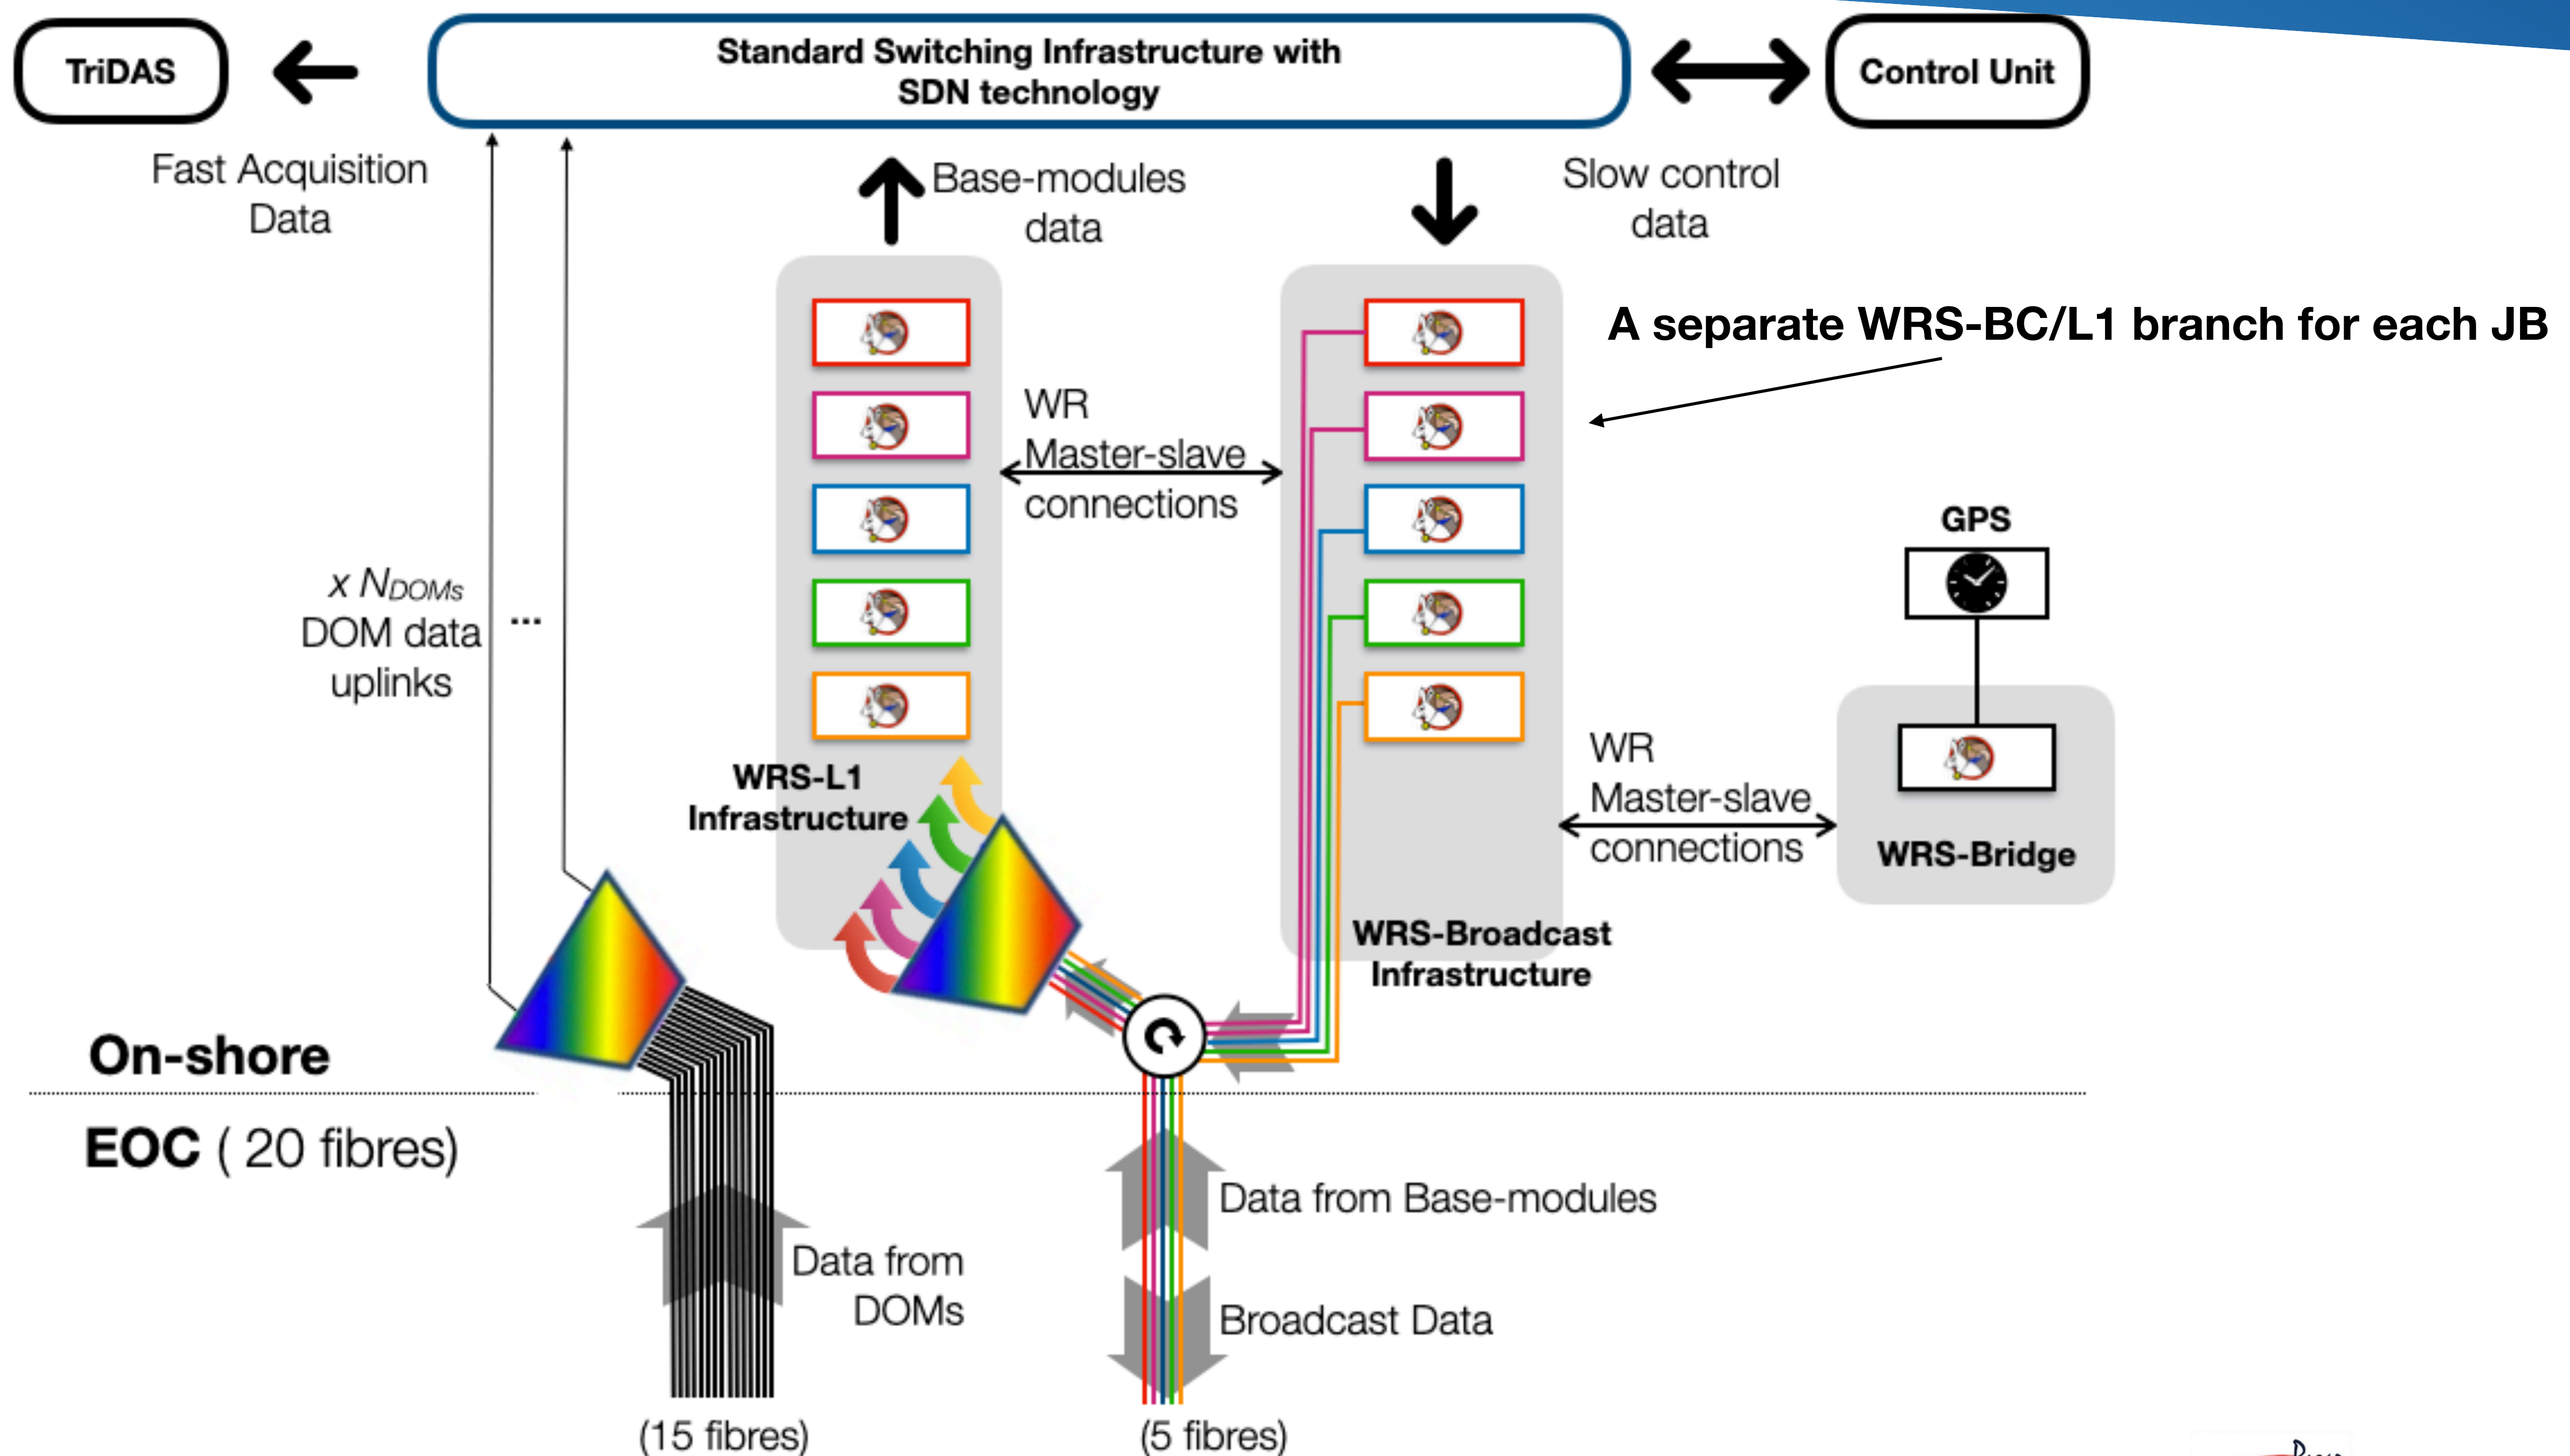 TriDAS
Standard Switching Infrastructure with
SDN technology
Control Unit
Fast Acquisition
Data
Base-modules
data
Slow control
data
A separate WRS-BC/L1 branch for each JB
WR
Master-slave
connections
GPS
x NDOMs
DOM data
uplinks
...
WR
Master-slave
connections
WRS-L1
Infrastructure
WRS-Bridge
WRS-Broadcast
Infrastructure
On-shore
EOC ( 20 fibres)
Data from Base-modules
Data from
DOMs
Broadcast Data
(15 fibres)
(5 fibres)